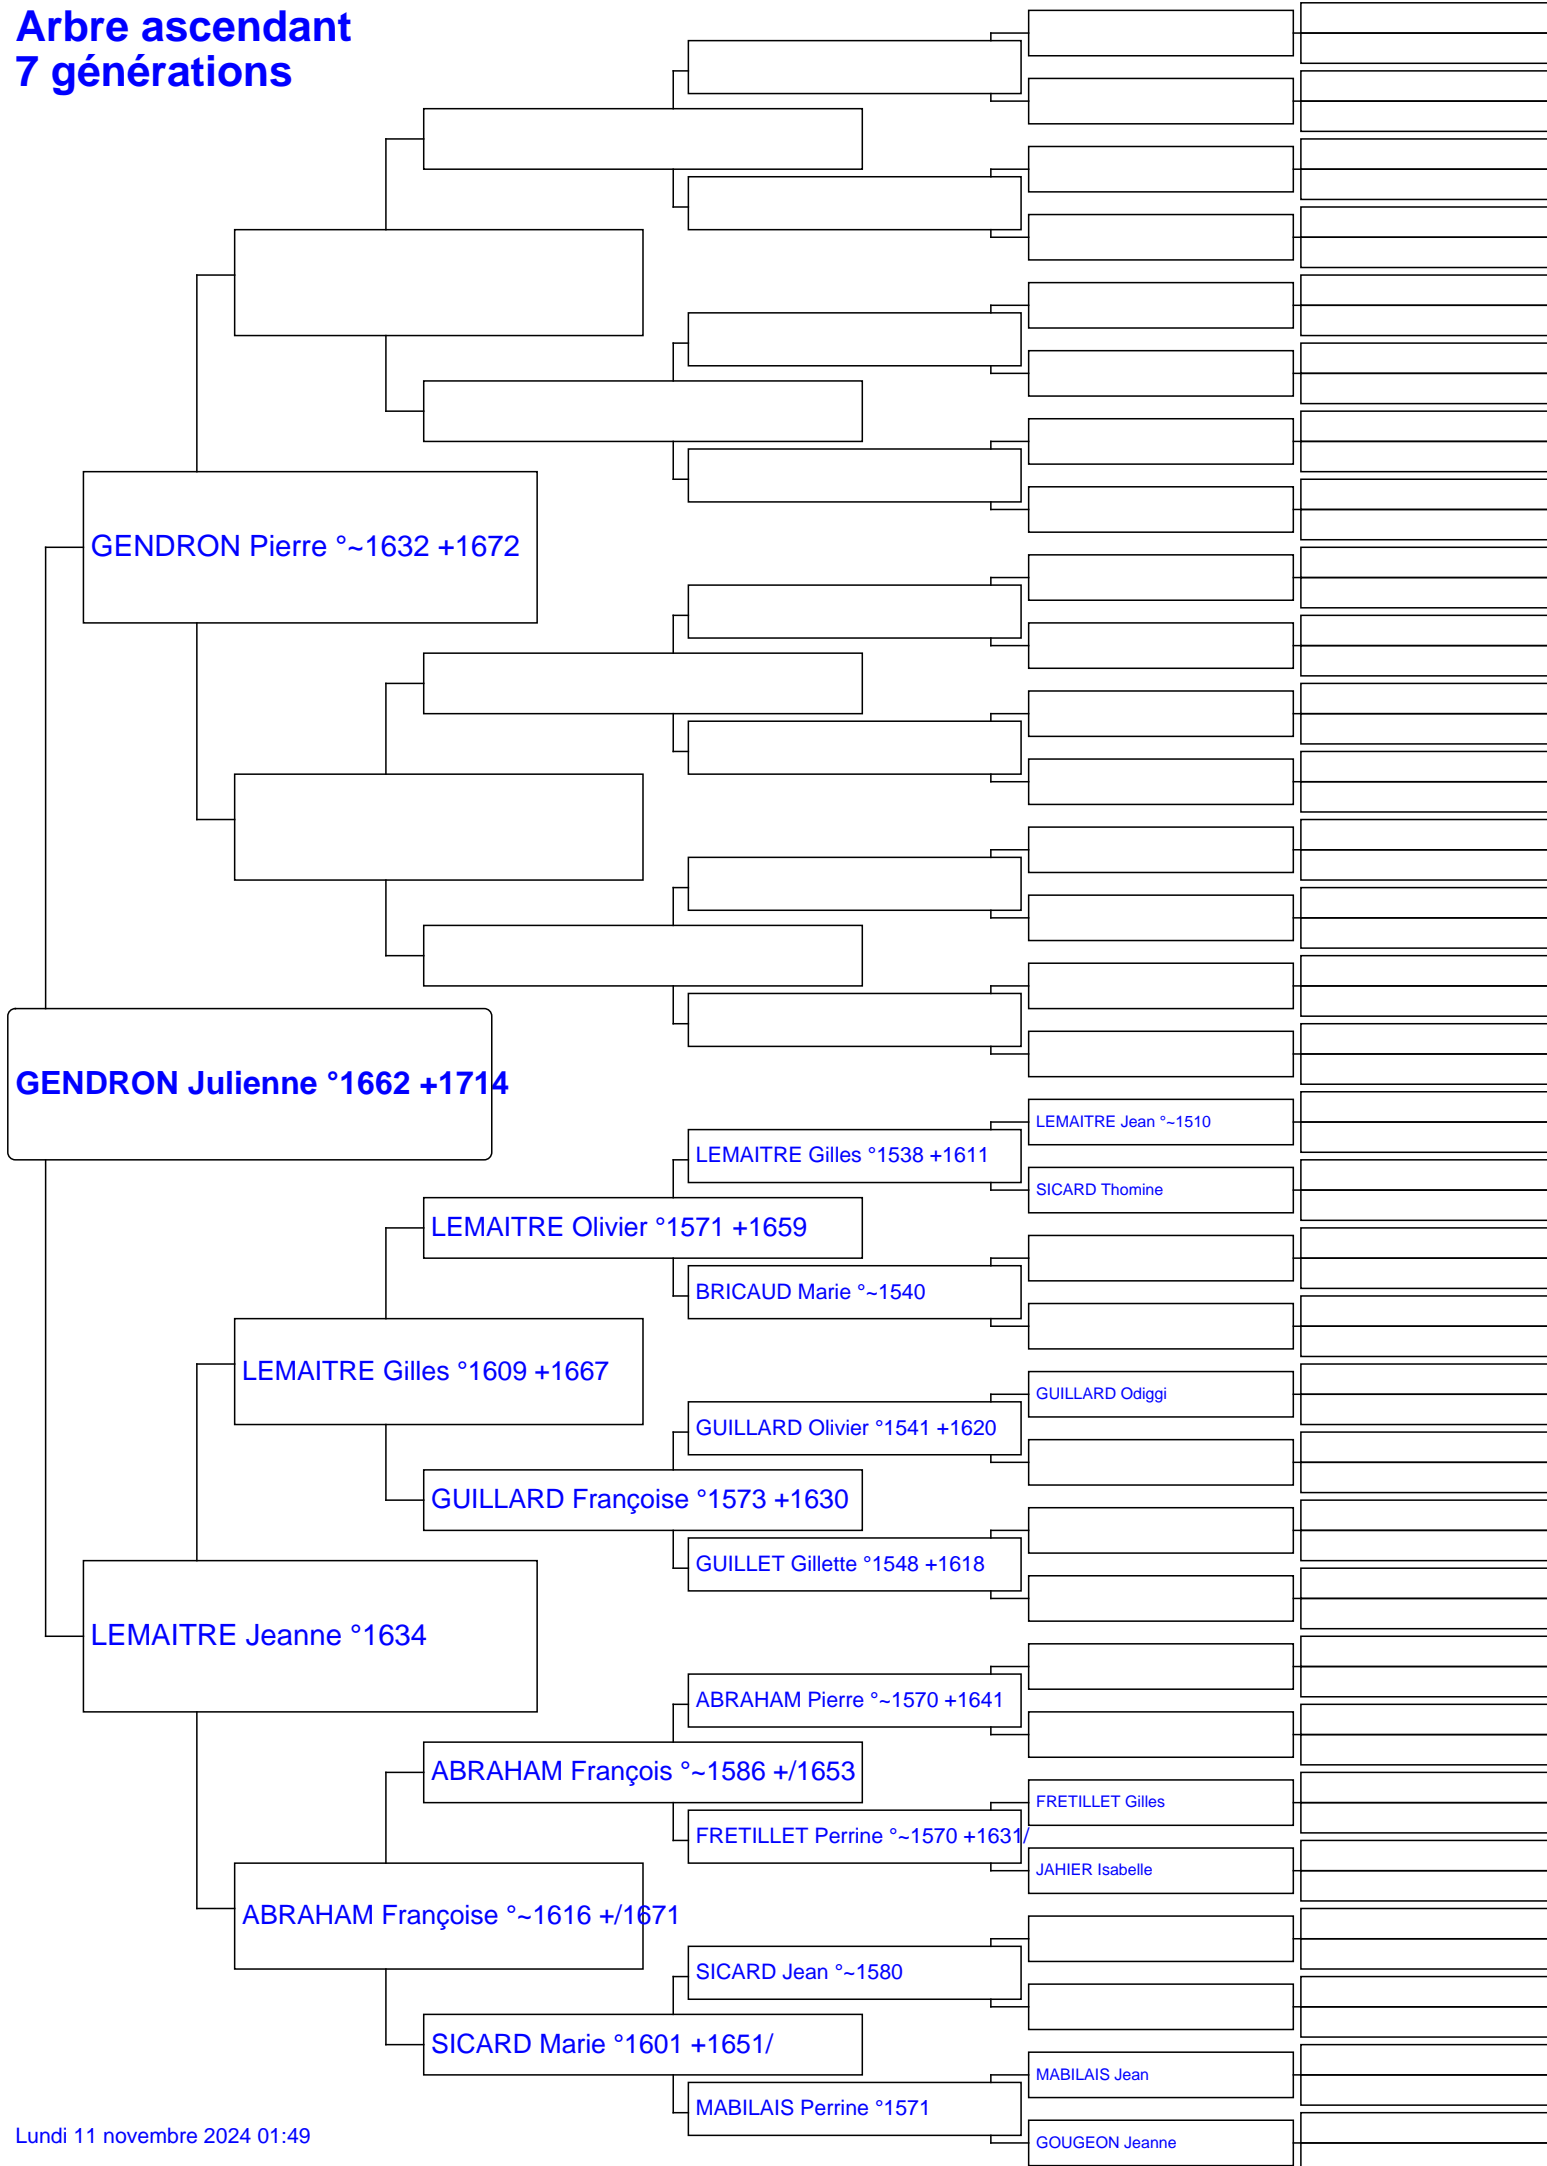 Arbre ascendant
7 générations
GENDRON Pierre °~1632 +1672
GENDRON Julienne °1662 +1714
LEMAITRE Jean °~1510
LEMAITRE Gilles °1538 +1611
SICARD Thomine
LEMAITRE Olivier °1571 +1659
BRICAUD Marie °~1540
LEMAITRE Gilles °1609 +1667
GUILLARD Odiggi
GUILLARD Olivier °1541 +1620
GUILLARD Françoise °1573 +1630
GUILLET Gillette °1548 +1618
LEMAITRE Jeanne °1634
ABRAHAM Pierre °~1570 +1641
ABRAHAM François °~1586 +/1653
FRETILLET Gilles
FRETILLET Perrine °~1570 +1631/
JAHIER Isabelle
ABRAHAM Françoise °~1616 +/1671
SICARD Jean °~1580
SICARD Marie °1601 +1651/
MABILAIS Jean
MABILAIS Perrine °1571
GOUGEON Jeanne
Lundi 11 novembre 2024 01:49